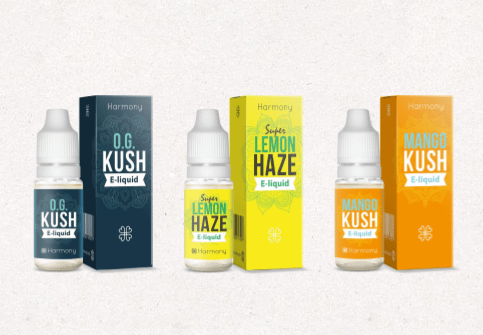 Harmony
O.G.
KUSH
E-liquid
O.G.
KUSH
E-liquid
Harmony
Harmony
Super
LEMON
HAZE
E-liquid
Super
LEMON
HAZE
E-liquid
Harmony
Harmony
MANGO
KUSH
E-liquid
MANGO
KUSH
E-liquid
Harmony